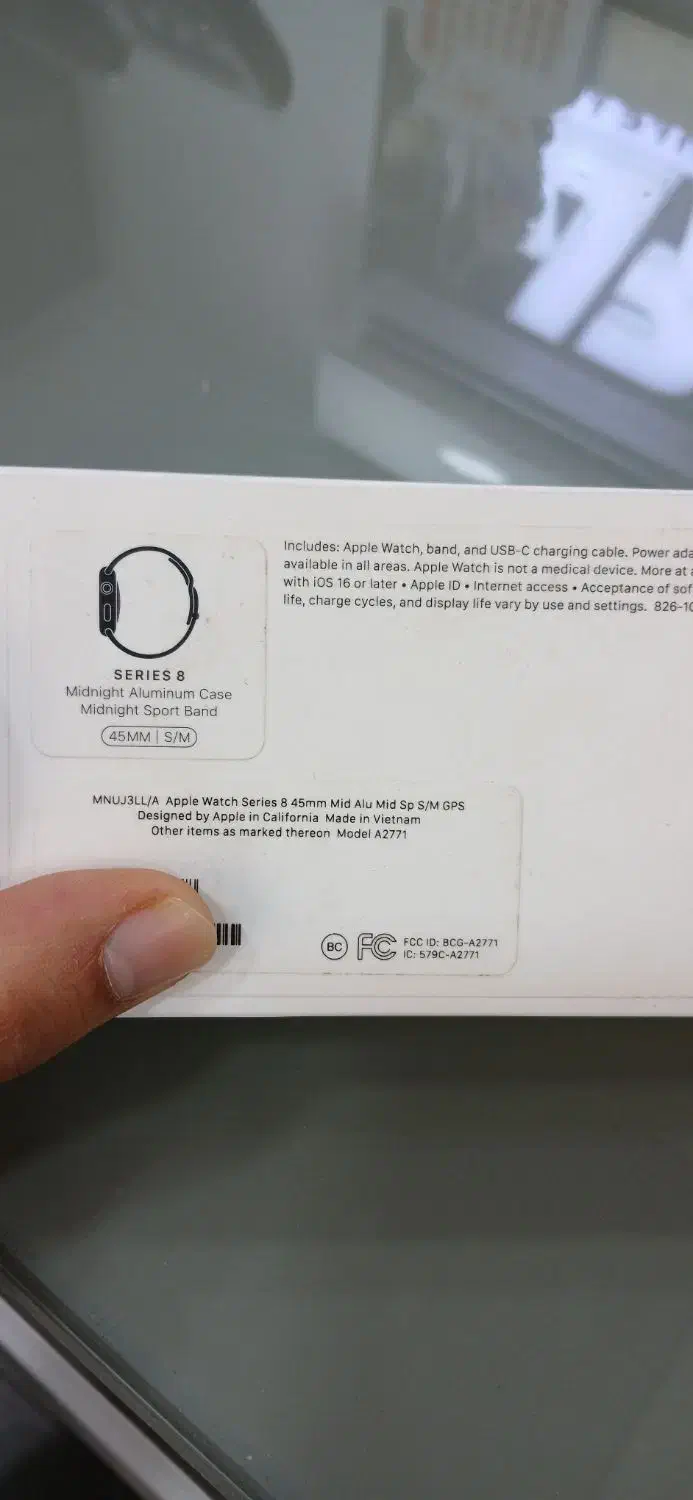 SERIES 8
Midnight Aluminum Case
Midnight Sport Band
45MM | S/M
Includes: Apple Watch, band, and USB-C charging cable. Power
available in all areas. Apple Watch is not a medical device. More at
with iOS 16 or later • Apple ID • Internet access • Acceptance of
life, charge cycles, and display life vary by use and settings.
MNUJ3LL/A Apple Watch Series 8 45mm Mid Alu Mid Sp S/M GPS
Designed by Apple in California Made in Vietnam
Other items as marked thereon Model A2771
BC FC FCC ID: BCG-A2771
IC: 579C-A2771